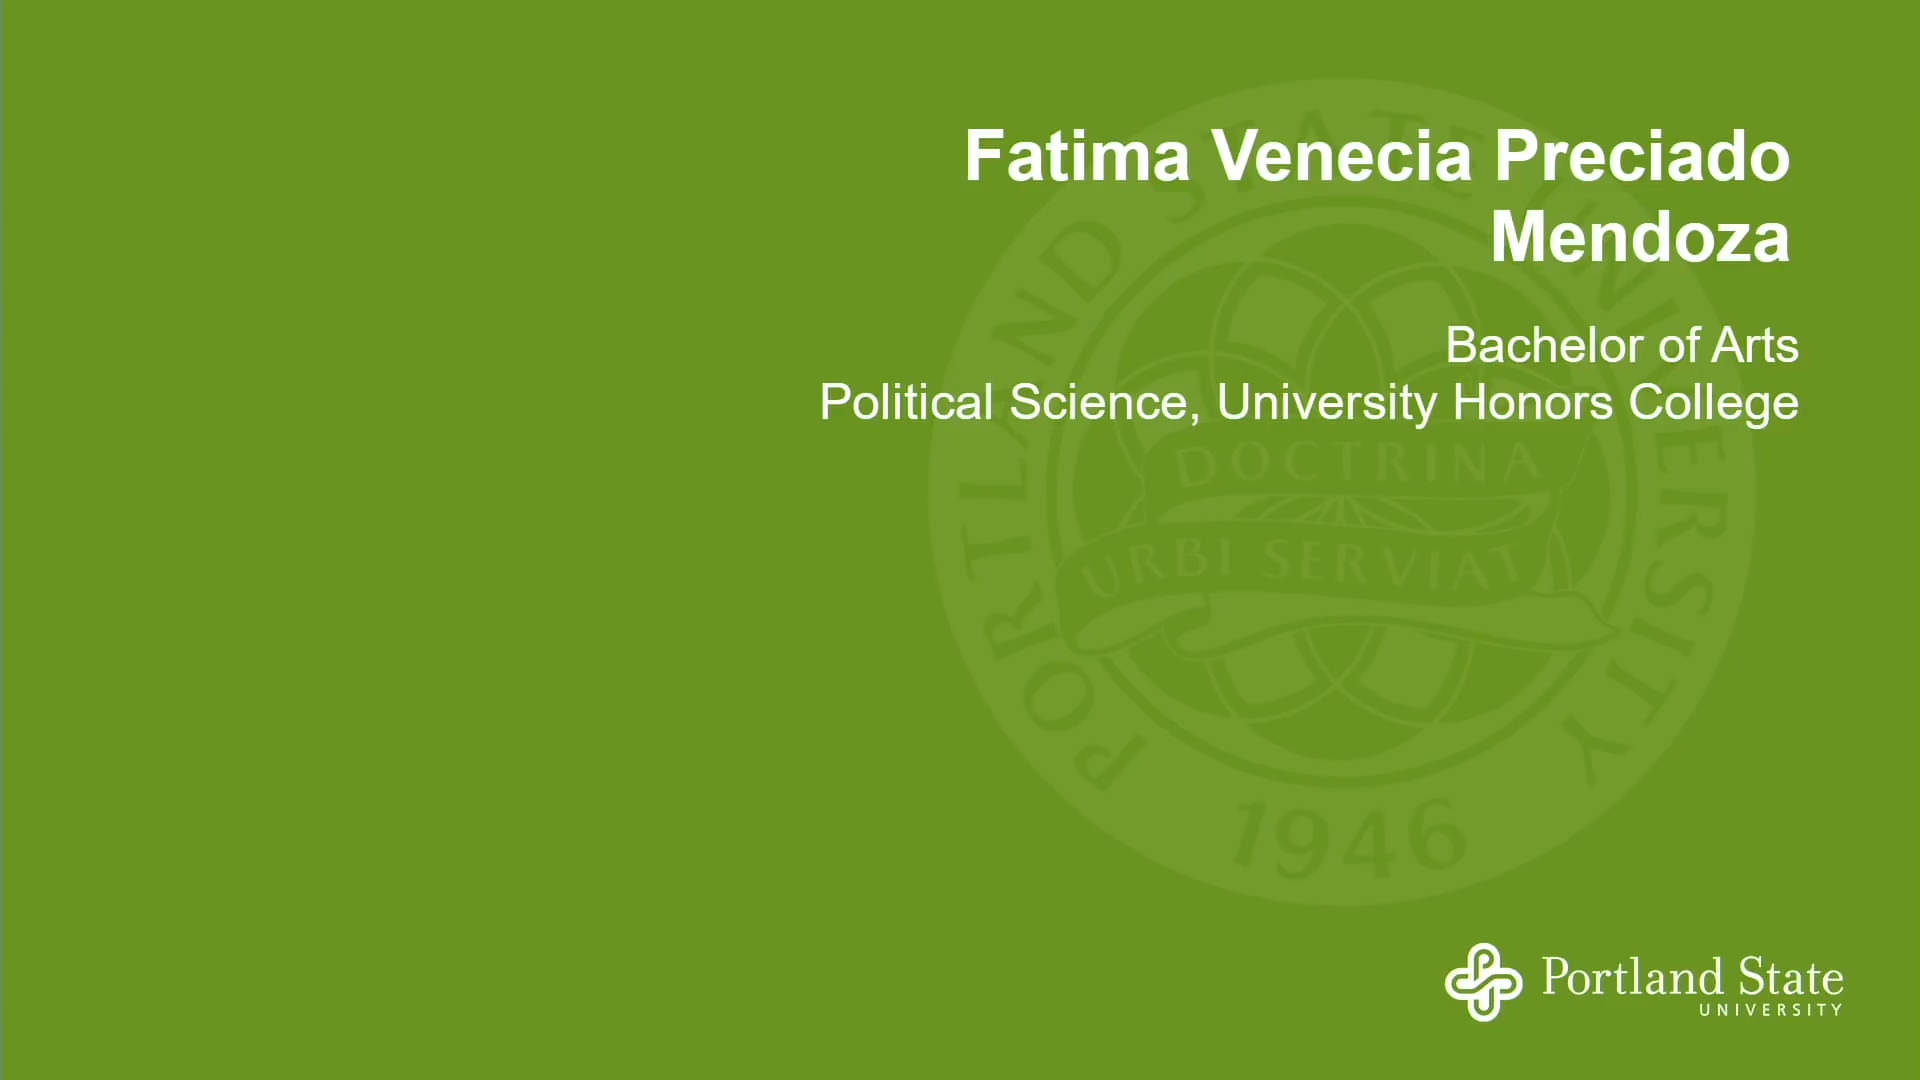 Fatima Venecia Preciado
Mendoza
Bachelor of Arts
Political Science, University Honors College
PORTLAND STATE UNIVERSITY
DOCTRINA
URBI SERVIAT
1946
Portland State
UNIVERSITY